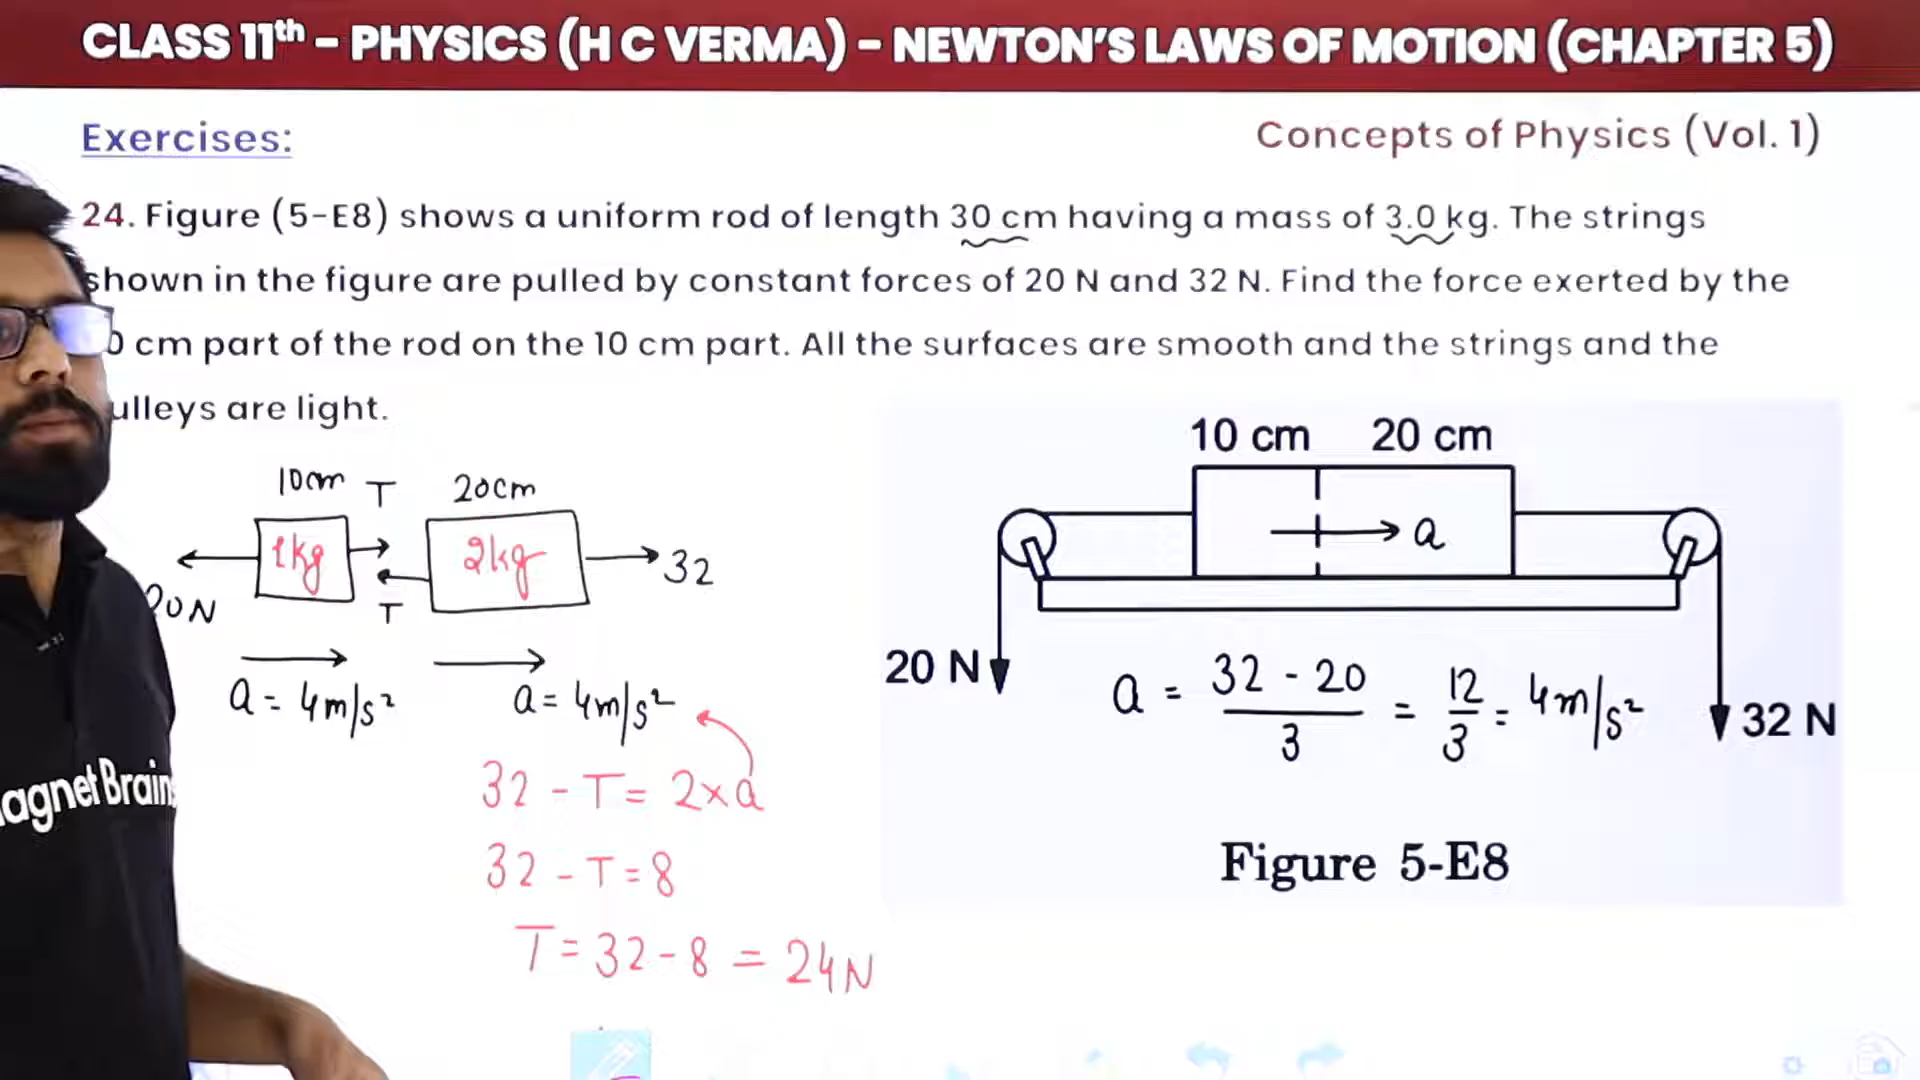 CLASS 11th – PHYSICS (H C VERMA) – NEWTON'S LAWS OF MOTION (CHAPTER 5)
Exercises:
Concepts of Physics (Vol. 1)
24. Figure (5-E8) shows a uniform rod of length 30 cm having a mass of 3.0 kg. The strings
shown in the figure are pulled by constant forces of 20 N and 32 N. Find the force exerted by the
cm part of the rod on the 10 cm part. All the surfaces are smooth and the strings and the
ulleys are light.
10 cm 20 cm
10cm T 20cm
1kg 2kg 32
a
20N T
20 N
32 N
a = 4m/s² a = 4m/s²
a = 32 - 20 / 3 = 12/3 = 4m/s²
32 - T = 2×a
32 - T = 8
T = 32 - 8 = 24N
Figure 5-E8
agnet Brains